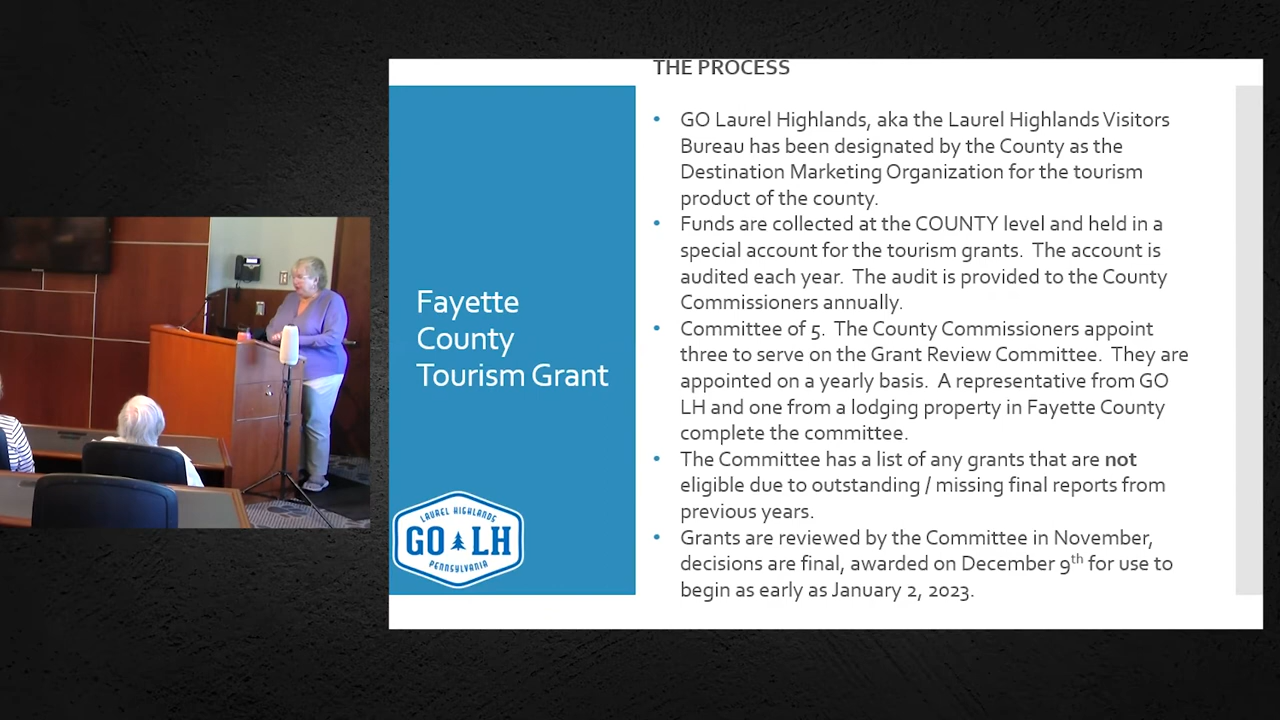 THE PROCESS
Fayette
County
Tourism Grant
• GO Laurel Highlands, aka the Laurel Highlands Visitors
Bureau has been designated by the County as the
Destination Marketing Organization for the tourism
product of the county.
• Funds are collected at the COUNTY level and held in a
special account for the tourism grants. The account is
audited each year. The audit is provided to the County
Commissioners annually.
• Committee of 5. The County Commissioners appoint
three to serve on the Grant Review Committee. They are
appointed on a yearly basis. A representative from GO
LH and one from a lodging property in Fayette County
complete the committee.
• The Committee has a list of any grants that are not
eligible due to outstanding / missing final reports from
previous years.
• Grants are reviewed by the Committee in November,
decisions are final, awarded on December 9th for use to
begin as early as January 2, 2023.
LAUREL HIGHLANDS
GO LH
PENNSYLVANIA